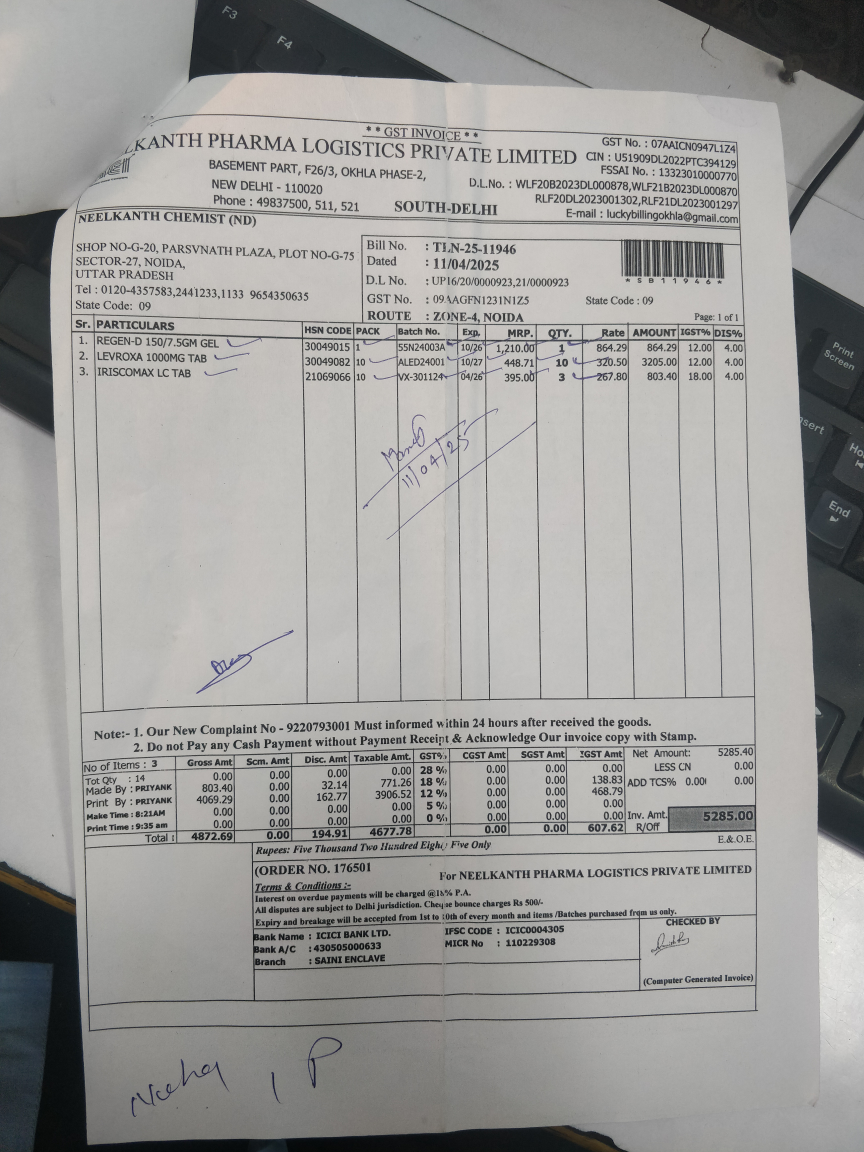 F3
F4
* * GST INVOICE * *
ELKANTH PHARMA LOGISTICS PRIVATE LIMITED
BASEMENT PART, F26/3, OKHLA PHASE-2,
NEW DELHI - 110020
Phone : 49837500, 511, 521
SOUTH-DELHI
GST No. : 07AAICN0947L1Z4
CIN : U51909DL2022PTC394129
FSSAI No. : 13323010000770
D.L.No. : WLF20B2023DL000878,WLF21B2023DL000870
RLF20DL2023001302,RLF21DL2023001297
E-mail : luckybillingokhla@gmail.com
NEELKANTH CHEMIST (ND)
SHOP NO-G-20, PARSVNATH PLAZA, PLOT NO-G-75
SECTOR-27, NOIDA,
UTTAR PRADESH
Tel : 0120-4357583,2441233,1133 9654350635
State Code: 09
Bill No. : TLN-25-11946
Dated : 11/04/2025
D.L No. : UP16/20/0000923,21/0000923
GST No. : 09AAGFN1231N1Z5 State Code : 09
ROUTE : ZONE-4, NOIDA
* S B 1 1 9 4 6 *
Page: 1 of 1
Sr. PARTICULARS HSN CODE PACK Batch No. Exp. MRP. QTY. Rate AMOUNT IGST% DIS%
1. REGEN-D 150/7.5GM GEL 30049015 1 55N24003A 10/26 1,210.00 1 864.29 864.29 12.00 4.00
2. LEVROXA 1000MG TAB 30049082 10 ALED24001 10/27 448.71 10 320.50 3205.00 12.00 4.00
3. IRISCOMAX LC TAB 21069066 10 VX-301124 04/26 395.00 3 267.80 803.40 18.00 4.00
11/04/25
Note:- 1. Our New Complaint No - 9220793001 Must informed within 24 hours after received the goods.
2. Do not Pay any Cash Payment without Payment Receipt & Acknowledge Our invoice copy with Stamp.
No of Items : 3
Tot Qty : 14
Made By : PRIYANK
Print By : PRIYANK
Make Time : 8:21AM
Print Time : 9:35 am
Gross Amt Scm. Amt Disc. Amt Taxable Amt. GST% CGST Amt SGST Amt IGST Amt
0.00 0.00 0.00 0.00 28 % 0.00 0.00 0.00
803.40 0.00 32.14 771.26 18 % 0.00 0.00 138.83
4069.29 0.00 162.77 3906.52 12 % 0.00 0.00 468.79
0.00 0.00 0.00 0.00 5 % 0.00 0.00 0.00
0.00 0.00 0.00 0.00 0 % 0.00 0.00 0.00
Total : 4872.69 0.00 194.91 4677.78 0.00 0.00 607.62
Net Amount: 5285.40
LESS CN 0.00
ADD TCS% 0.00 0.00
Inv. Amt. 5285.00
R/Off
E.& O.E.
Rupees: Five Thousand Two Hundred Eighty Five Only
(ORDER NO. 176501
For NEELKANTH PHARMA LOGISTICS PRIVATE LIMITED
Terms & Conditions :-
Interest on overdue payments will be charged @18% P.A.
All disputes are subject to Delhi jurisdiction. Cheque bounce charges Rs 500/-
Expiry and breakage will be accepted from 1st to 10th of every month and items /Batches purchased from us only.
Bank Name : ICICI BANK LTD.
Bank A/C : 430505000633
Branch : SAINI ENCLAVE
IFSC CODE : ICIC0004305
MICR No : 110229308
CHECKED BY
(Computer Generated Invoice)
Print
Screen
End